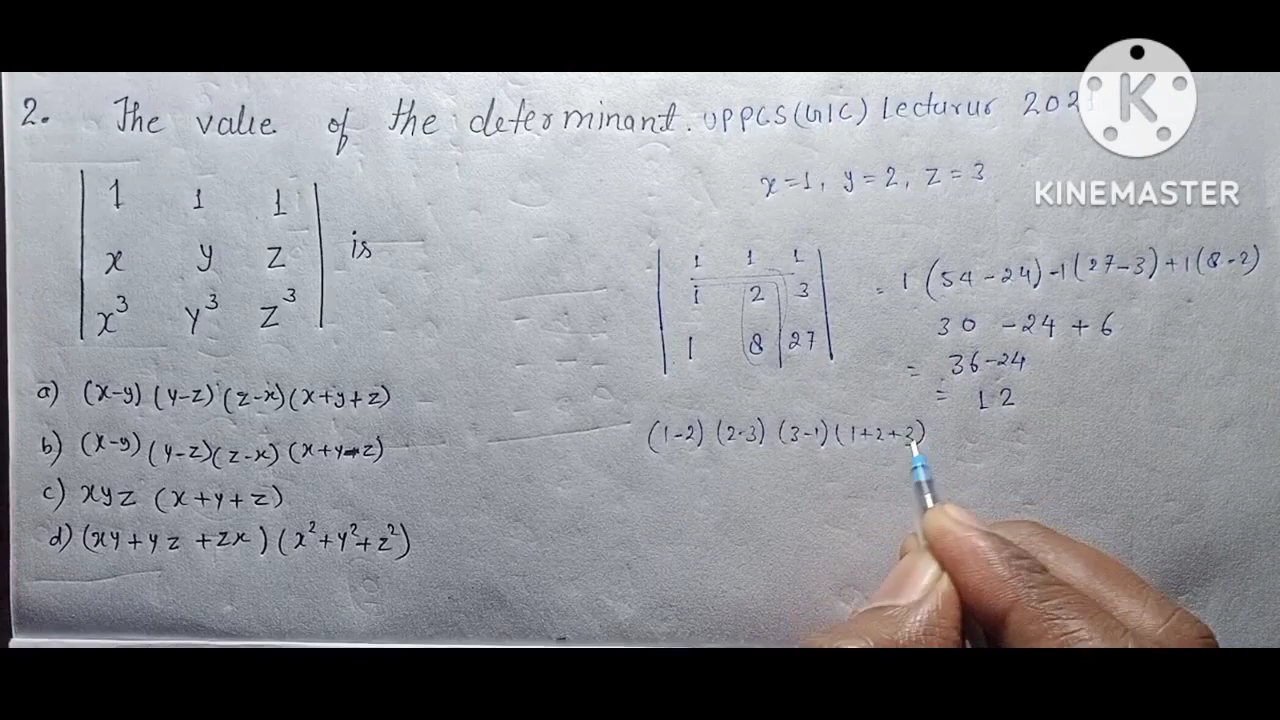 2. The value of the determinant. UPPCS(GIC) Lecturur 202
KINEMASTER
x=1, y=2, z=3
| 1 1 1 |
| x y z | is
| x³ y³ z³ |
a) (x-y) (y-z) (z-x)(x+y+z)
b) (x-y) (y-z)(z-x) (x+y-z)
c) xyz (x+y+z)
d) (xy+yz+zx) (x²+y²+z²)
| 1 1 1 |
| 1 2 3 |
| 1 8 27 |
= 1(54-24)-1(27-3)+1(8-2)
30 -24 + 6
= 36-24
= 12
(1-2) (2-3) (3-1) (1+2+3)